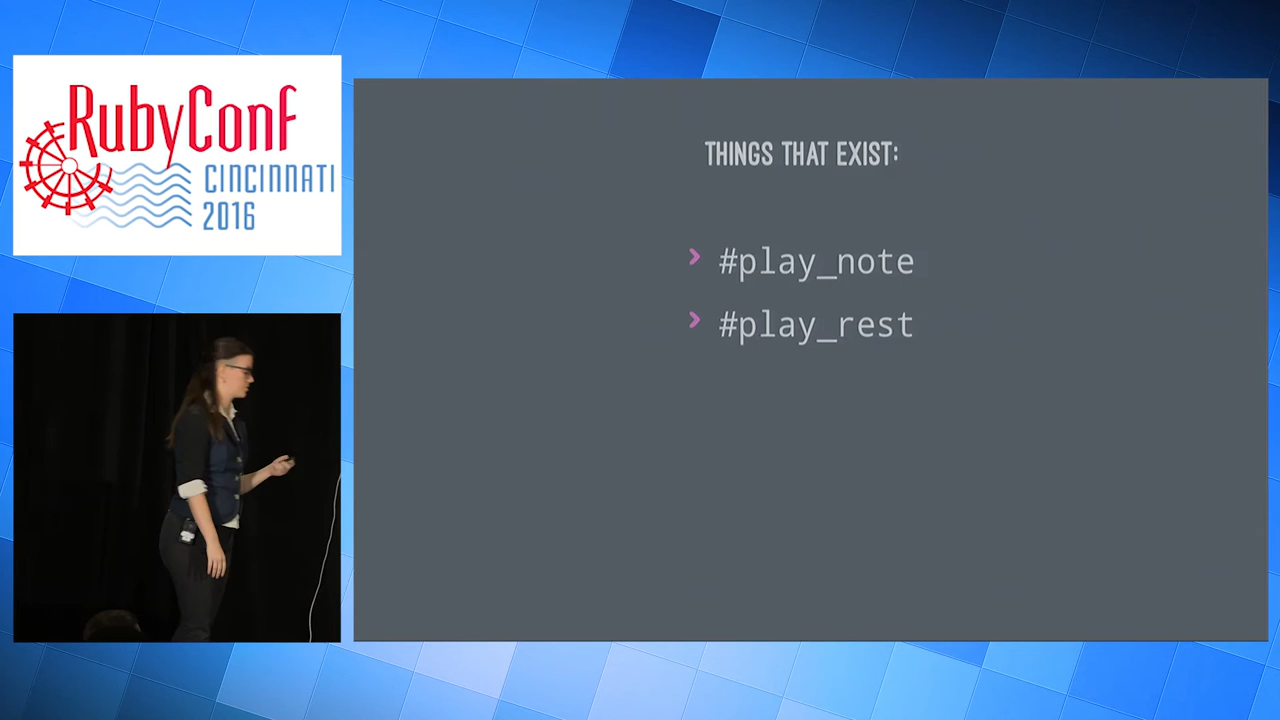 RubyConf
CINCINNATI
2016
THINGS THAT EXIST:
#play_note
#play_rest